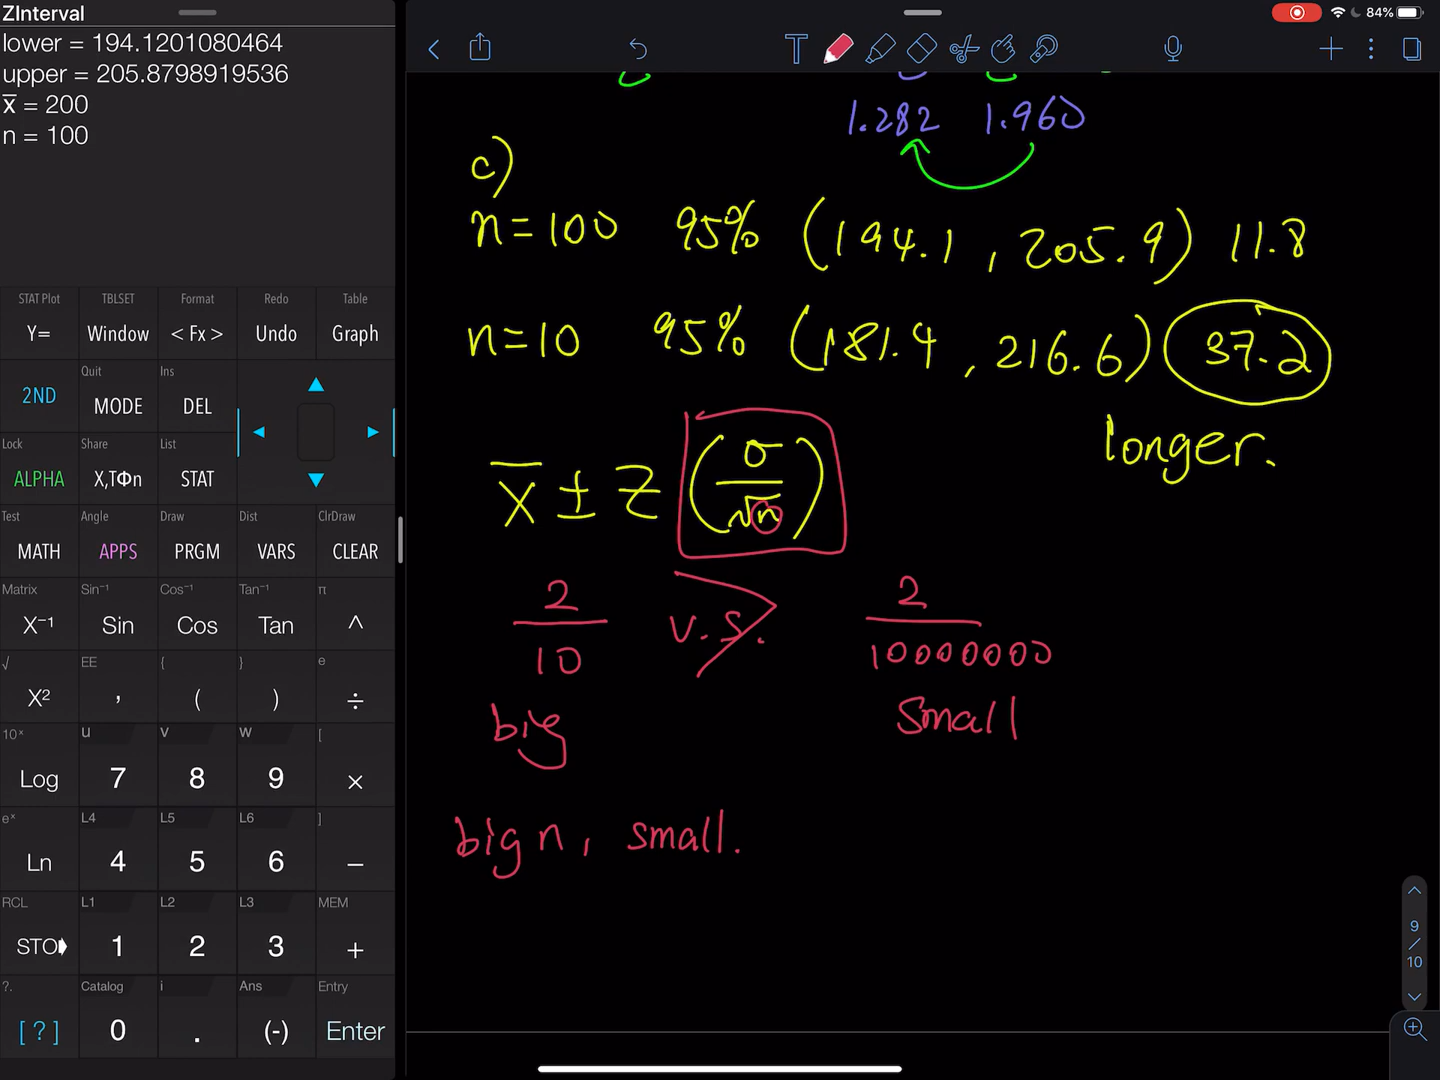 ZInterval
84%
lower = 194.1201080464
upper = 205.8798919536
x̅ = 200
n = 100
1.282 1.960
c)
n=100 95% (194.1 , 205.9) 11.8
n=10 95% (181.4 , 216.6) 37.2
longer.
x̅ ± Z (σ/√n)
2/10 v.s. > 2/10000000
big small
big n, small.
STAT Plot TBLSET Format Redo Table
Y= Window < Fx > Undo Graph
Quit Ins
2ND MODE DEL
Lock Share List
ALPHA X,TΦn STAT
Test Angle Draw Dist ClrDraw
MATH APPS PRGM VARS CLEAR
Matrix Sin⁻¹ Cos⁻¹ Tan⁻¹ π
X⁻¹ Sin Cos Tan ^
√ EE { } e
X² , ( ) ÷
10ˣ u v w [
Log 7 8 9 ×
eˣ L4 L5 L6 ]
Ln 4 5 6 −
RCL L1 L2 L3 MEM
STO 1 2 3 +
?. Catalog i Ans Entry
[ ? ] 0 . (-) Enter
T
9
/
10